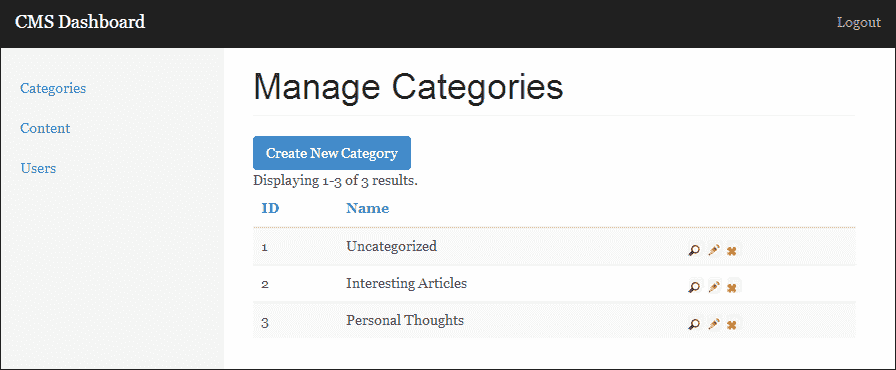 CMS Dashboard
Logout
Categories
Content
Users
Manage Categories
Create New Category
Displaying 1-3 of 3 results.
ID Name
1 Uncategorized
2 Interesting Articles
3 Personal Thoughts